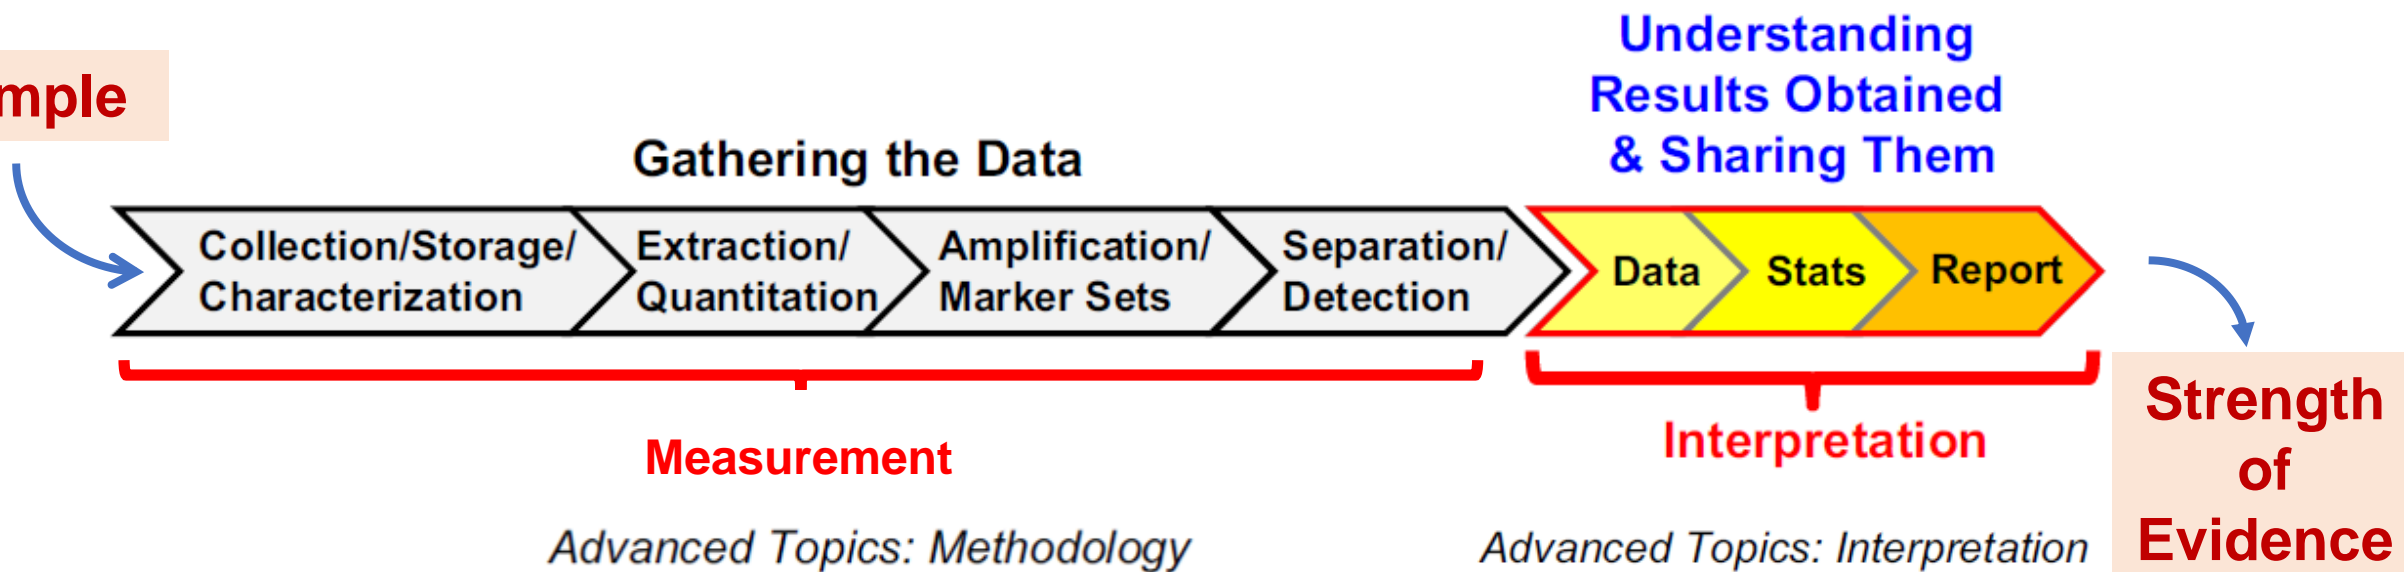 Understanding
Results Obtained
& Sharing Them
mple
Gathering the Data
Collection/Storage/
Characterization
Extraction/
Quantitation
Amplification/
Marker Sets
Separation/
Detection
Data
Stats
Report
Measurement
Interpretation
Strength
of
Evidence
Advanced Topics: Methodology
Advanced Topics: Interpretation